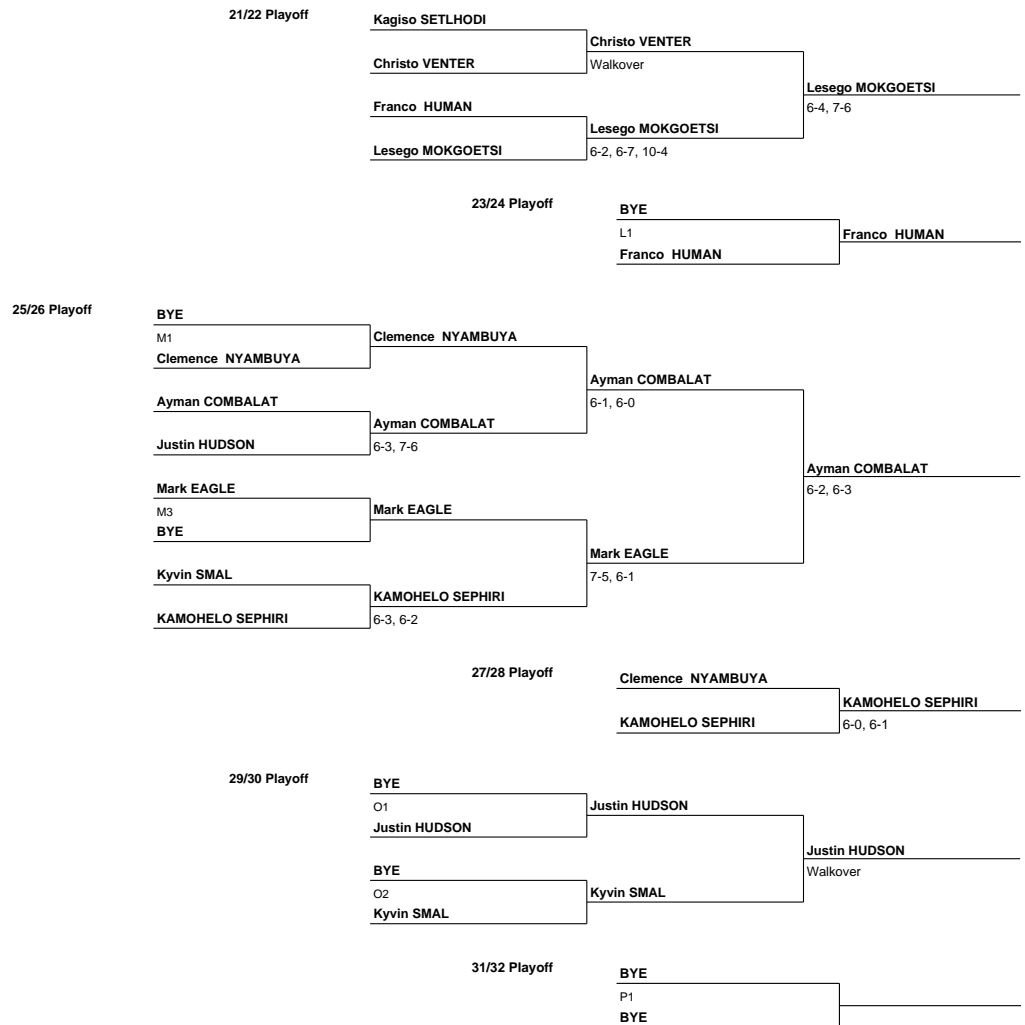 21/22 Playoff
Kagiso SETLHODI
Christo VENTER
Christo VENTER
Walkover
Lesego MOKGOETSI
6-4, 7-6
Franco HUMAN
Lesego MOKGOETSI
Lesego MOKGOETSI
6-2, 6-7, 10-4
23/24 Playoff
BYE
L1
Franco HUMAN
Franco HUMAN
25/26 Playoff
BYE
M1
Clemence NYAMBUYA
Clemence NYAMBUYA
Ayman COMBALAT
6-1, 6-0
Ayman COMBALAT
Ayman COMBALAT
Justin HUDSON
6-3, 7-6
Ayman COMBALAT
6-2, 6-3
Mark EAGLE
M3
Mark EAGLE
BYE
Mark EAGLE
7-5, 6-1
Kyvin SMAL
KAMOHELO SEPHIRI
KAMOHELO SEPHIRI
6-3, 6-2
27/28 Playoff
Clemence NYAMBUYA
KAMOHELO SEPHIRI
KAMOHELO SEPHIRI
6-0, 6-1
29/30 Playoff
BYE
O1
Justin HUDSON
Justin HUDSON
Justin HUDSON
Walkover
BYE
O2
Kyvin SMAL
Kyvin SMAL
31/32 Playoff
BYE
P1
BYE